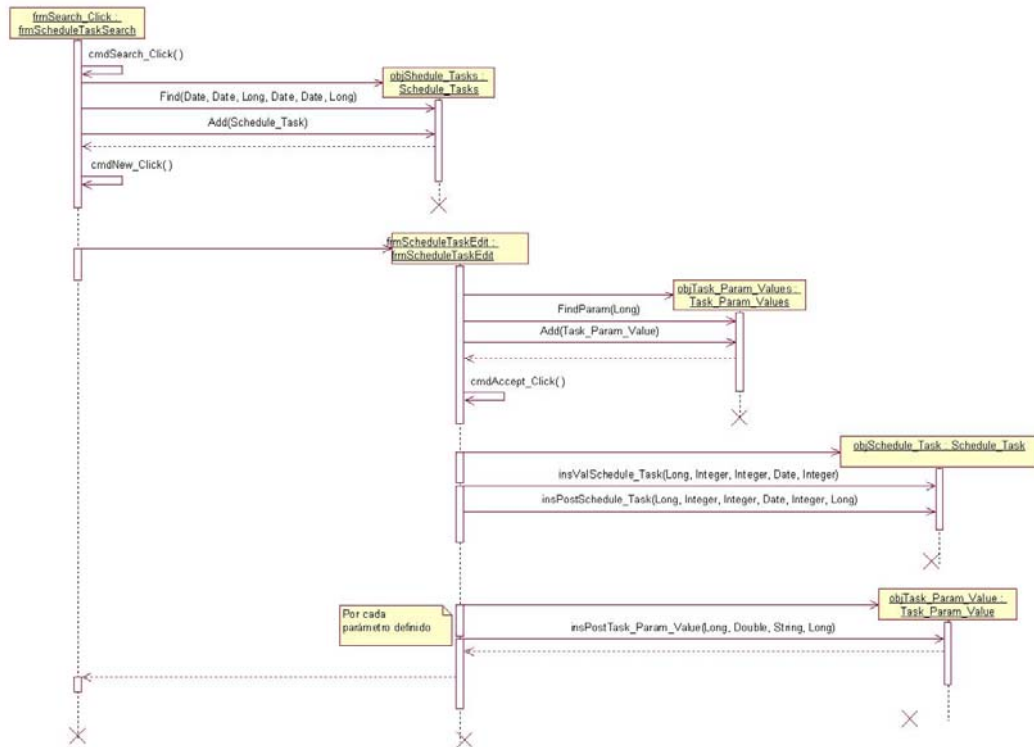 frmSearch_Click :
frmScheduleTaskSearch
cmdSearch_Click( )
objShedule_Tasks :
Schedule_Tasks
Find(Date, Date, Long, Date, Date, Long)
Add(Schedule_Task)
cmdNew_Click( )
frmScheduleTaskEdit :
frmScheduleTaskEdit
objTask_Param_Values :
Task_Param_Values
FindParam(Long)
Add(Task_Param_Value)
cmdAccept_Click( )
objSchedule_Task : Schedule_Task
insValSchedule_Task(Long, Integer, Integer, Date, Integer)
insPostSchedule_Task(Long, Integer, Integer, Date, Integer, Long)
objTask_Param_Value :
Task_Param_Value
Por cada
parámetro definido
insPostTask_Param_Value(Long, Double, String, Long)